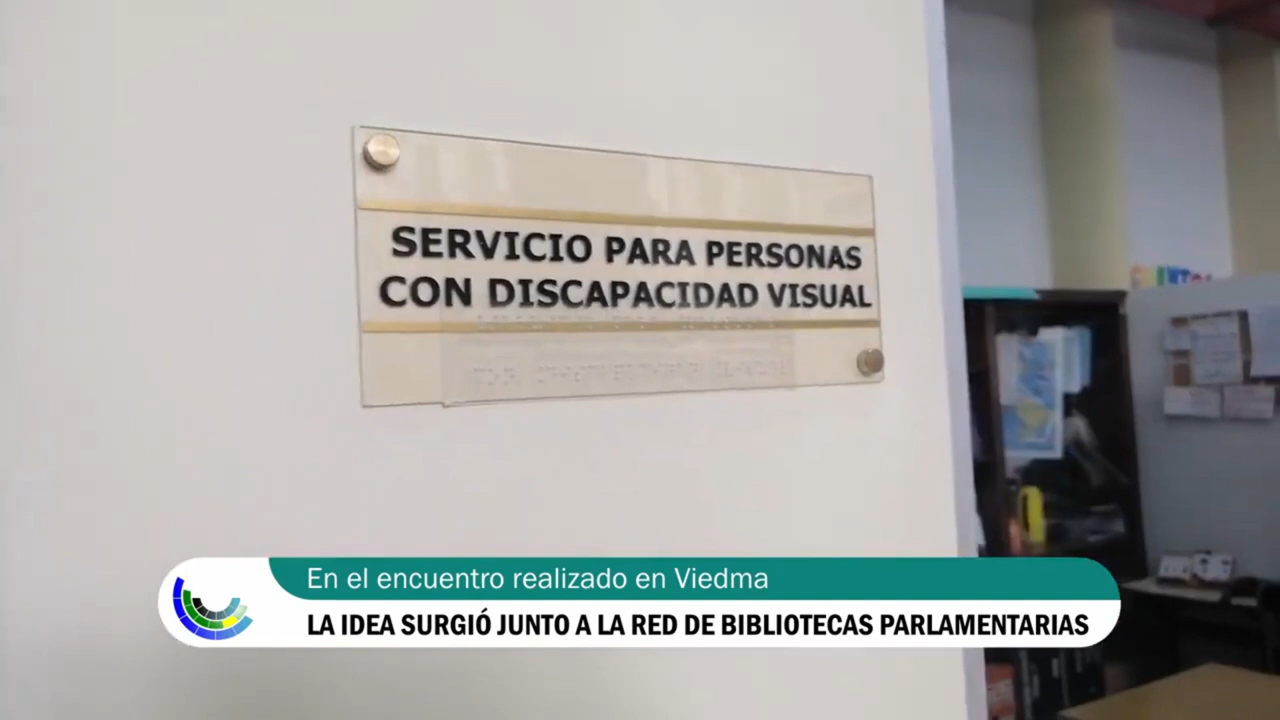 SERVICIO PARA PERSONAS
CON DISCAPACIDAD VISUAL
En el encuentro realizado en Viedma
LA IDEA SURGIÓ JUNTO A LA RED DE BIBLIOTECAS PARLAMENTARIAS